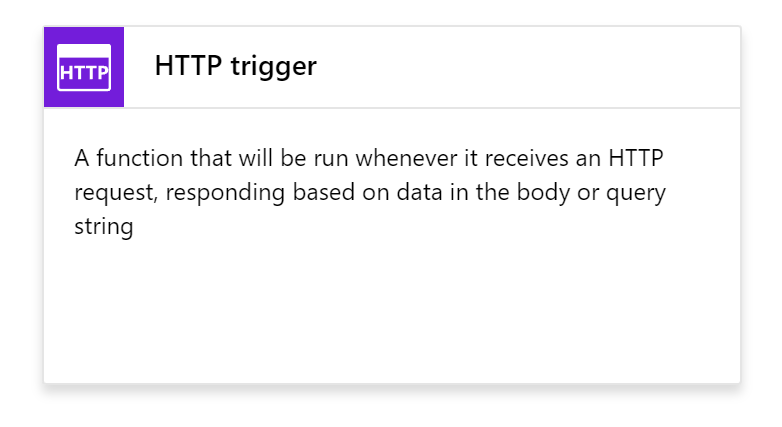 HTTP
HTTP trigger
A function that will be run whenever it receives an HTTP
request, responding based on data in the body or query
string